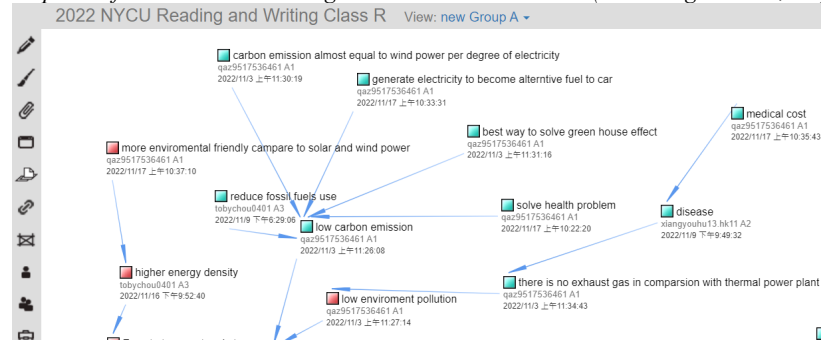 2022 NYCU Reading and Writing Class R View: new Group A
carbon emission almost equal to wind power per degree of electricity
qaz9517536461 A1
2022/11/3 上午11:30:19
generate electricity to become alterntive fuel to car
qaz9517536461 A1
2022/11/17 上午10:33:31
medical cost
qaz9517536461 A1
2022/11/17 上午10:35:43
best way to solve green house effect
qaz9517536461 A1
2022/11/3 上午11:31:16
more enviromental friendly campare to solar and wind power
qaz9517536461 A1
2022/11/17 上午10:37:10
reduce fossil fuels use
tobychou0401 A3
2022/11/9 下午6:29:06
solve health problem
qaz9517536461 A1
2022/11/17 上午10:22:20
disease
xiangyouhu13.hk11 A2
2022/11/9 下午9:49:32
low carbon emission
qaz9517536461 A1
2022/11/3 上午11:26:08
higher energy density
tobychou0401 A3
2022/11/16 下午9:52:40
there is no exhaust gas in comparsion with thermal power plant
qaz9517536461 A1
2022/11/3 上午11:34:43
low enviroment pollution
qaz9517536461 A1
2022/11/3 上午11:27:14